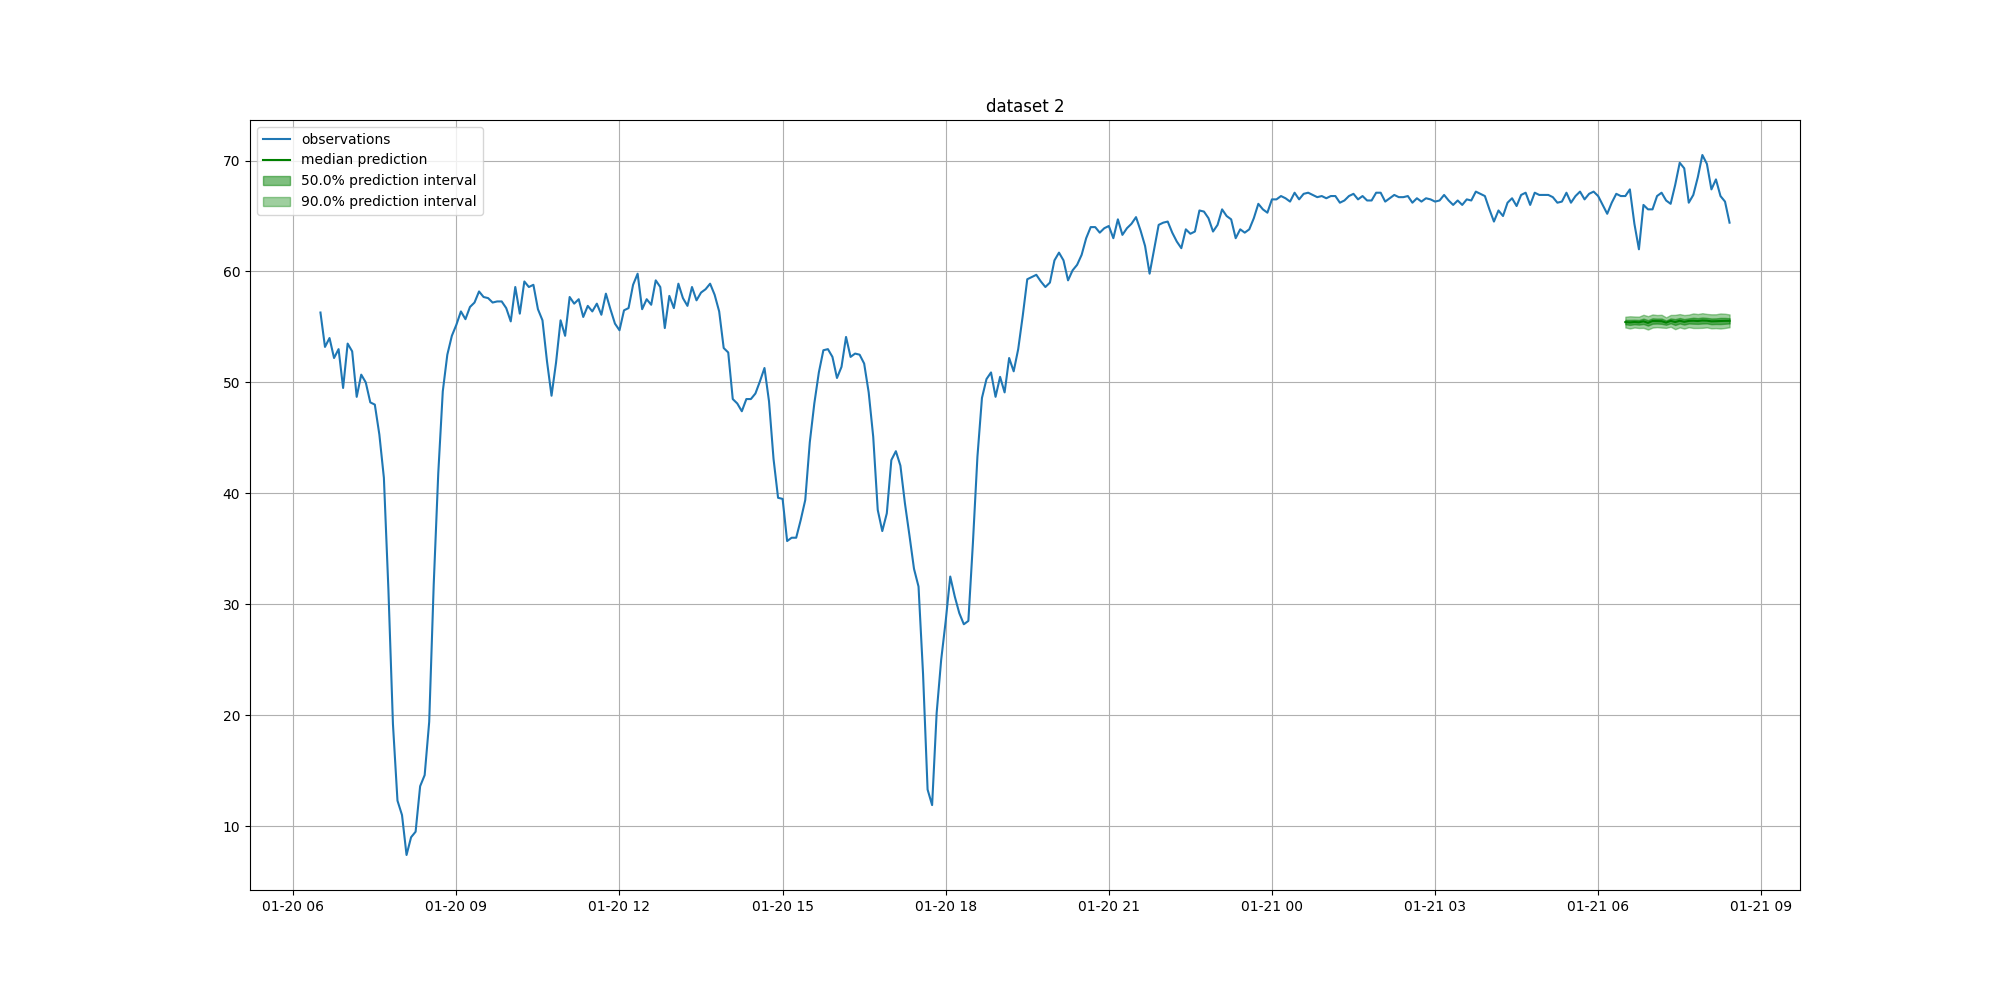 dataset 2
observations
median prediction
50.0% prediction interval
90.0% prediction interval
70
60
50
40
30
20
10
01-20 06 01-20 09 01-20 12 01-20 15 01-20 18 01-20 21 01-21 00 01-21 03 01-21 06 01-21 09